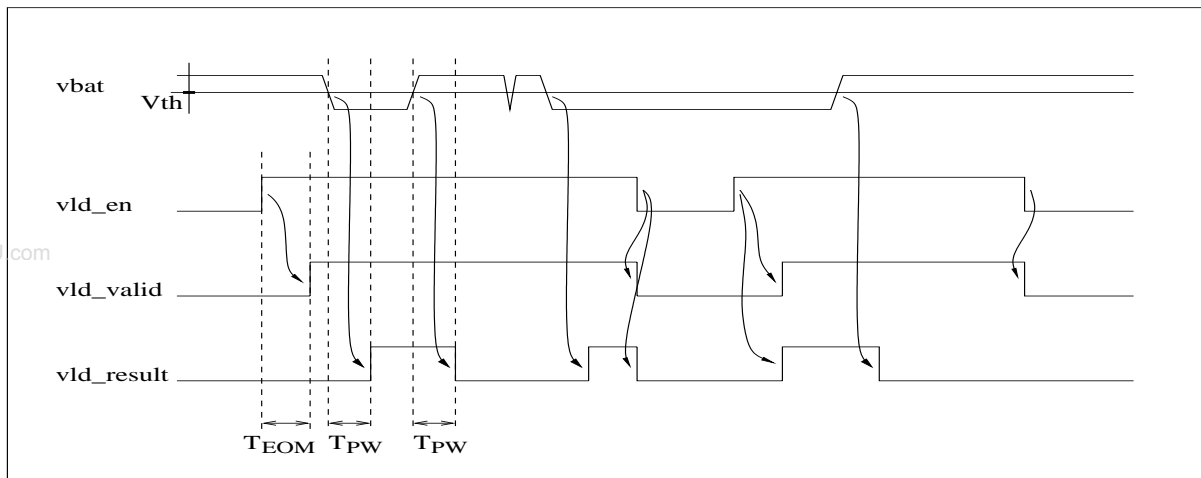 vbat
Vth
vld_en
vld_valid
vld_result
TEOM TPW TPW